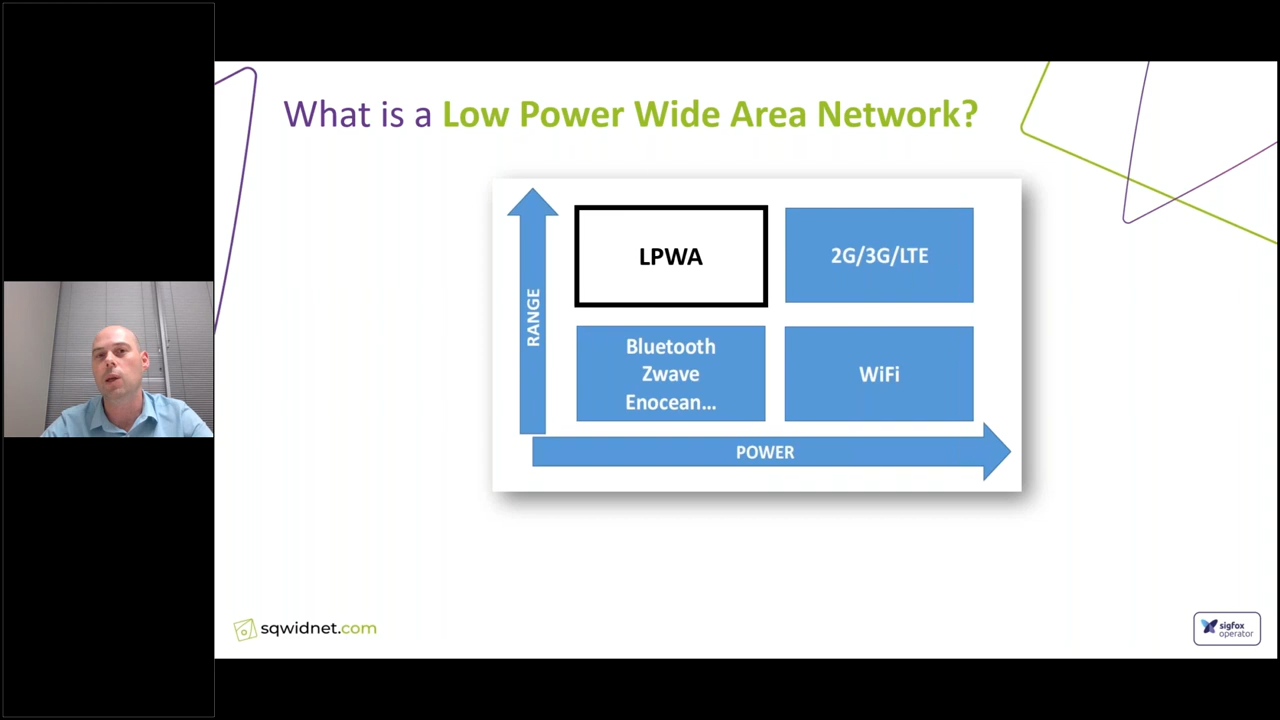 What is a Low Power Wide Area Network?
RANGE
LPWA
2G/3G/LTE
Bluetooth
Zwave
Enocean…
WiFi
POWER
sqwidnet.com
sigfox
operator